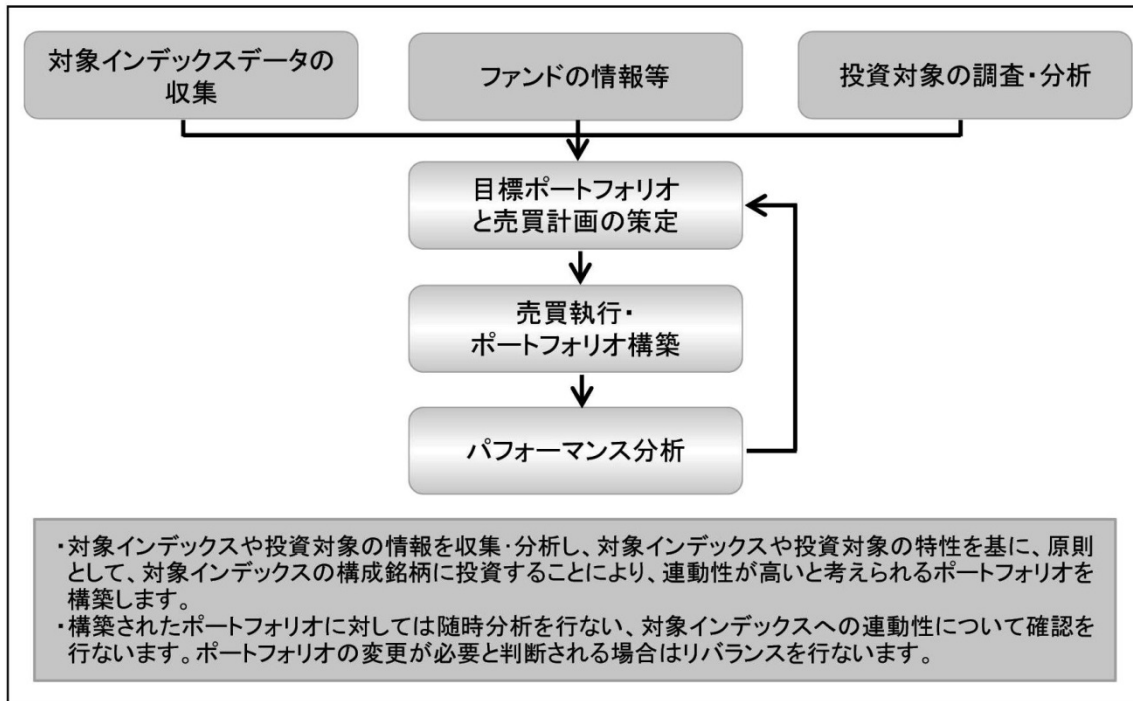 対象インデックスデータの
収集
ファンドの情報等
投資対象の調査・分析
目標ポートフォリオ
と売買計画の策定
売買執行・
ポートフォリオ構築
パフォーマンス分析
・対象インデックスや投資対象の情報を収集・分析し、対象インデックスや投資対象の特性を基に、原則
として、対象インデックスの構成銘柄に投資することにより、連動性が高いと考えられるポートフォリオを
構築します。
・構築されたポートフォリオに対しては随時分析を行ない、対象インデックスへの連動性について確認を
行ないます。ポートフォリオの変更が必要と判断される場合はリバランスを行ないます。